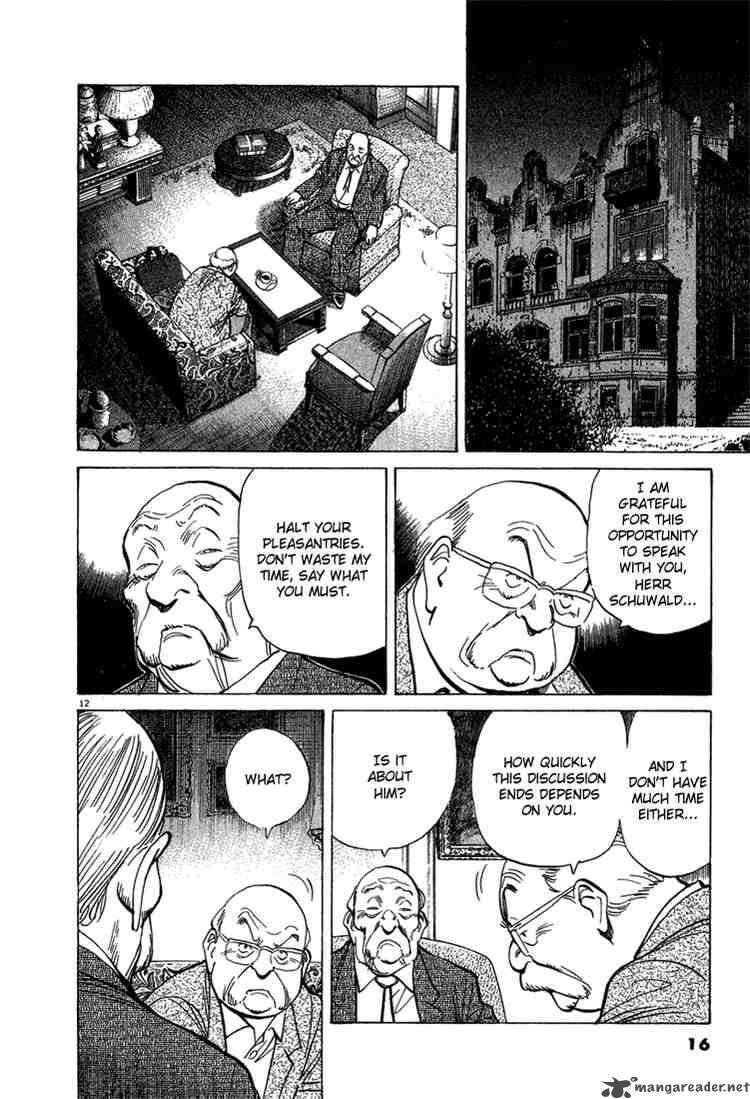 I AM
GRATEFUL
FOR THIS
OPPORTUNITY
TO SPEAK
WITH YOU,
HERR
SCHUWALD...
HALT YOUR
PLEASANTRIES.
DON'T WASTE MY
TIME, SAY WHAT
YOU MUST.
12
AND I
DON'T HAVE
MUCH TIME
EITHER...
HOW QUICKLY
THIS DISCUSSION
ENDS DEPENDS
ON YOU.
IS IT
ABOUT
HIM?
WHAT?
16
mangareader.net